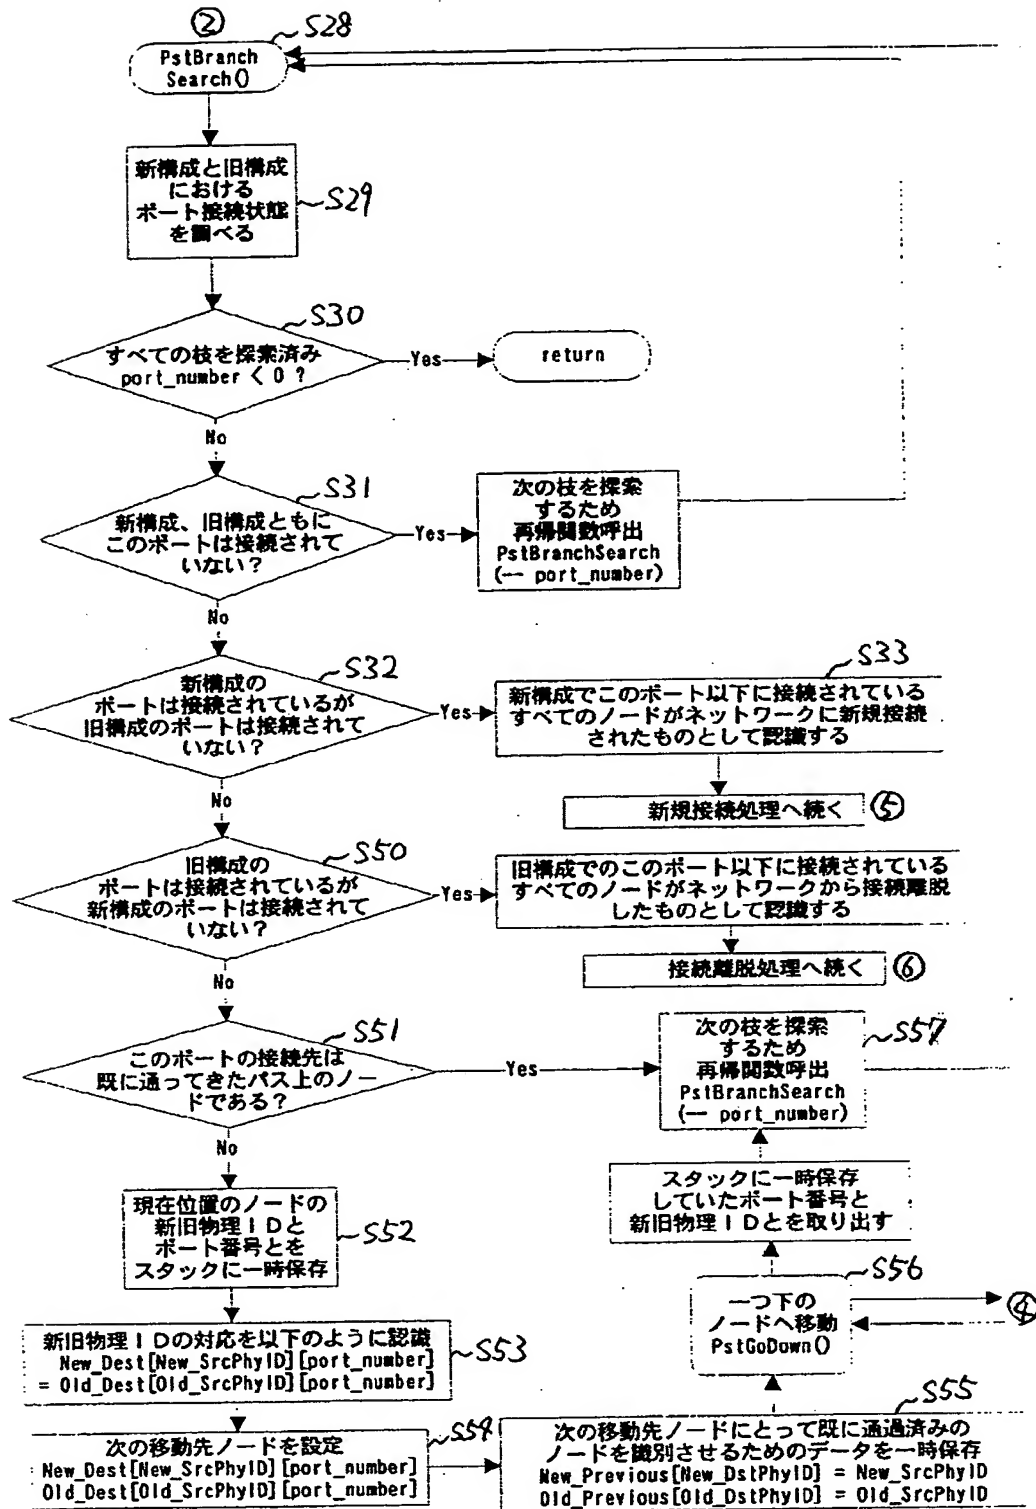 ②
S28
PstBranch
Search()
新構成と旧構成
における
ポート接続状態
を調べる
S29
S30
すべての枝を探索済み
port_number < 0 ?
Yes
return
No
S31
新構成、旧構成ともに
このポートは接続されて
いない？
Yes
次の枝を探索
するため
再帰関数呼出
PstBranchSearch
(-- port_number)
No
S32
新構成の
ポートは接続されているが
旧構成のポートは接続されて
いない？
Yes
S33
新構成でこのポート以下に接続されている
すべてのノードがネットワークに新規接続
されたものとして認識する
新規接続処理へ続く
⑤
No
S50
旧構成の
ポートは接続されているが
新構成のポートは接続されて
いない？
Yes
旧構成でのこのポート以下に接続されている
すべてのノードがネットワークから接続離脱
したものとして認識する
接続離脱処理へ続く
⑥
No
S51
このポートの接続先は
既に通ってきたパス上のノー
ドである？
Yes
次の枝を探索
するため
再帰関数呼出
PstBranchSearch
(-- port_number)
S57
No
現在位置のノードの
新旧物理IDと
ポート番号とを
スタックに一時保存
S52
スタックに一時保存
していたポート番号と
新旧物理IDとを取り出す
S56
一つ下の
ノードへ移動
PstGoDown()
④
新旧物理IDの対応を以下のように認識
New_Dest[New_SrcPhyID][port_number]
= Old_Dest[Old_SrcPhyID][port_number]
S53
S54
次の移動先ノードを設定
New_Dest[New_SrcPhyID][port_number]
Old_Dest[Old_SrcPhyID][port_number]
S55
次の移動先ノードにとって既に通過済みの
ノードを識別させるためのデータを一時保存
New_Previous[New_DstPhyID] = New_SrcPhyID
Old_Previous[Old_DstPhyID] = Old_SrcPhyID